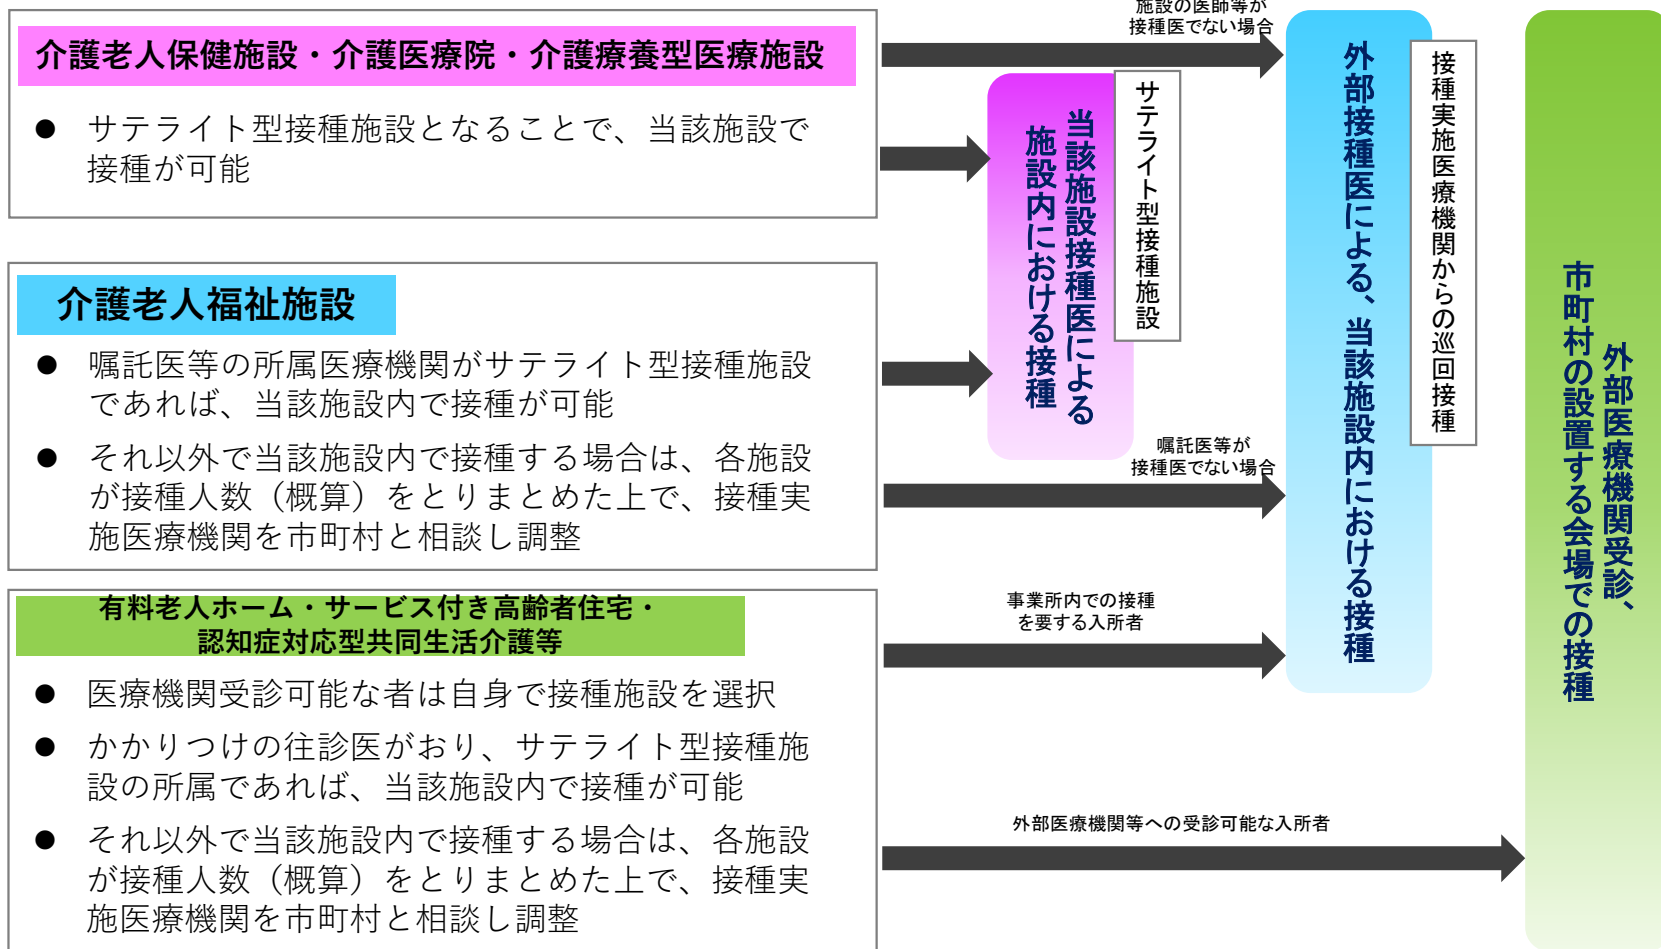 介護老人保健施設・介護医療院・介護療養型医療施設
● サテライト型接種施設となることで、当該施設で
接種が可能
介護老人福祉施設
● 嘱託医等の所属医療機関がサテライト型接種施設
であれば、当該施設内で接種が可能
● それ以外で当該施設内で接種する場合は、各施設
が接種人数（概算）をとりまとめた上で、接種実
施医療機関を市町村と相談し調整
有料老人ホーム・サービス付き高齢者住宅・
認知症対応型共同生活介護等
● 医療機関受診可能な者は自身で接種施設を選択
● かかりつけの往診医がおり、サテライト型接種施
設の所属であれば、当該施設内で接種が可能
● それ以外で当該施設内で接種する場合は、各施設
が接種人数（概算）をとりまとめた上で、接種実
施医療機関を市町村と相談し調整
施設の医師等が
接種医でない場合
当該施設接種医による
施設内における接種
サテライト型接種施設
嘱託医等が
接種医でない場合
事業所内での接種
を要する入所者
外部医療機関等への受診可能な入所者
外部接種医による、当該施設内における接種
接種実施医療機関からの巡回接種
外部医療機関受診、
市町村の設置する会場での接種